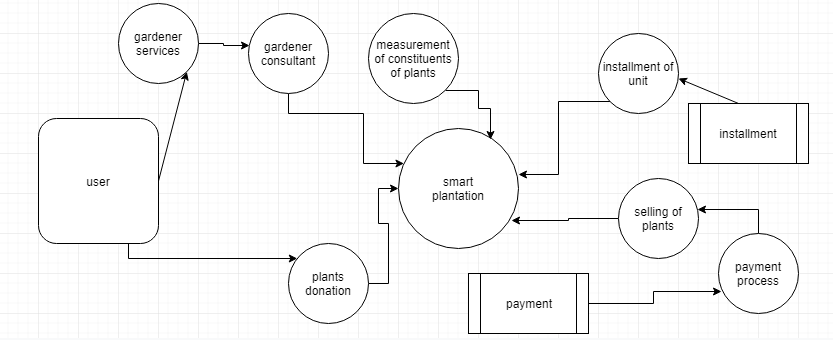 gardener
services
gardener
consultant
measurement
of constituents
of plants
installment of
unit
installment
user
smart
plantation
selling of
plants
plants
donation
payment
payment
process